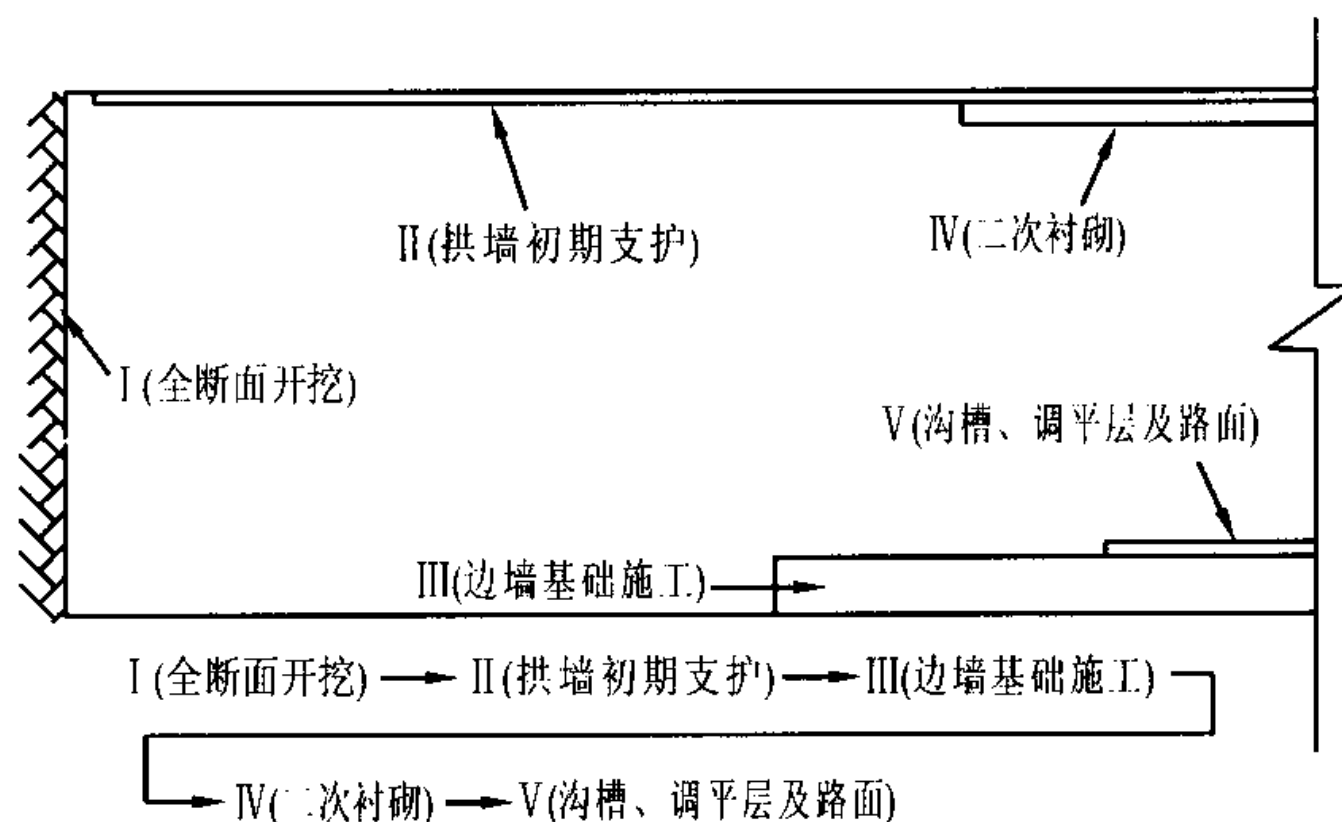 Ⅱ(拱墙初期支护)
Ⅳ(二次衬砌)
Ⅰ(全断面开挖)
Ⅴ(沟槽、调平层及路面)
Ⅲ(边墙基础施工)
Ⅰ(全断面开挖) → Ⅱ(拱墙初期支护) → Ⅲ(边墙基础施工)
→ Ⅳ(二次衬砌) → Ⅴ(沟槽、调平层及路面)